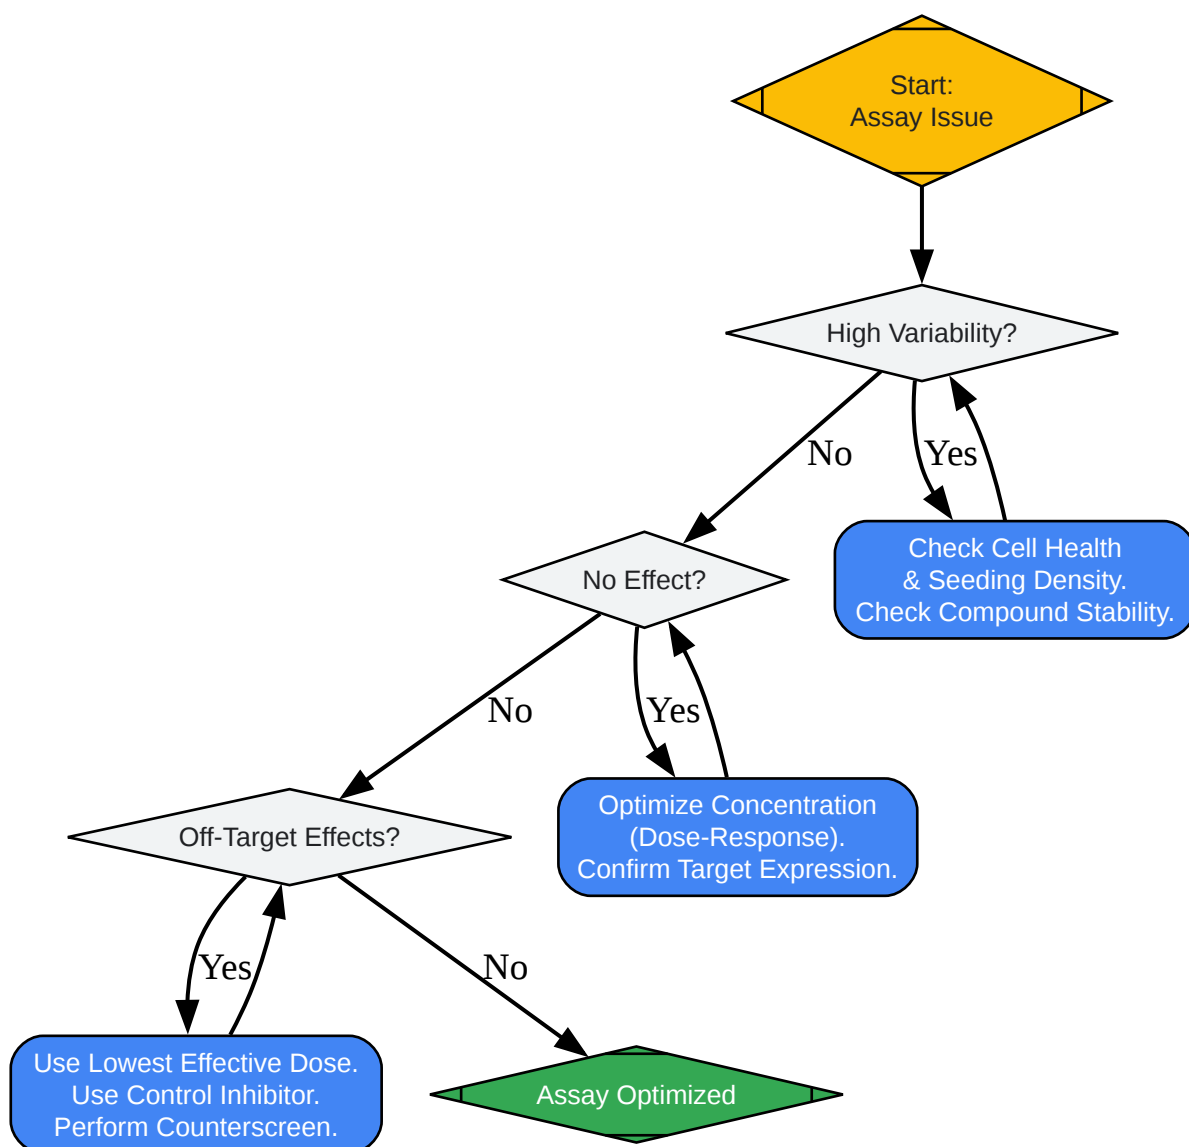 Start:
Assay Issue
High Variability?
No
Yes
Check Cell Health
& Seeding Density.
Check Compound Stability.
No Effect?
No
Yes
Optimize Concentration
(Dose-Response).
Confirm Target Expression.
Off-Target Effects?
Yes
No
Use Lowest Effective Dose.
Use Control Inhibitor.
Perform Counterscreen.
Assay Optimized